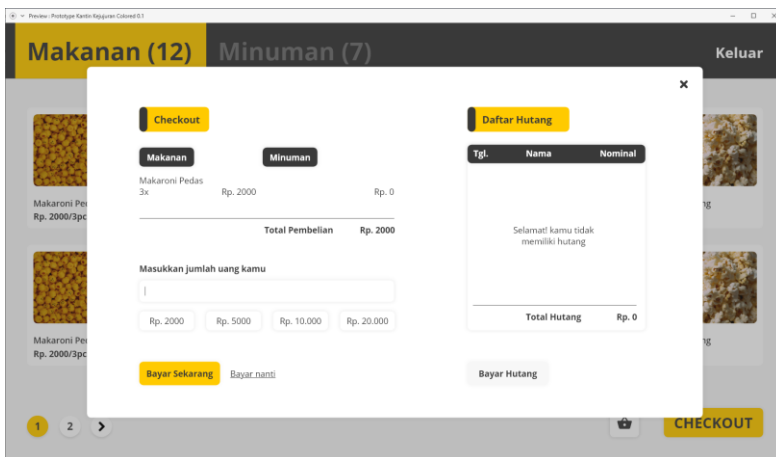 Preview : Prototype Kantin Kejujuran Colored 0.1
Makanan (12)
Minuman (7)
Keluar
Checkout
Makanan
Minuman
Makaroni Pedas
3x
Rp. 2000
Rp. 0
Total Pembelian
Rp. 2000
Masukkan jumlah uang kamu
Rp. 2000
Rp. 5000
Rp. 10.000
Rp. 20.000
Bayar Sekarang
Bayar nanti
Daftar Hutang
Tgl.
Nama
Nominal
Selamat! kamu tidak
memiliki hutang
Total Hutang
Rp. 0
Bayar Hutang
Makaroni Ped
Rp. 2000/3pc
ng
Makaroni Ped
Rp. 2000/3pc
ng
1
2
CHECKOUT